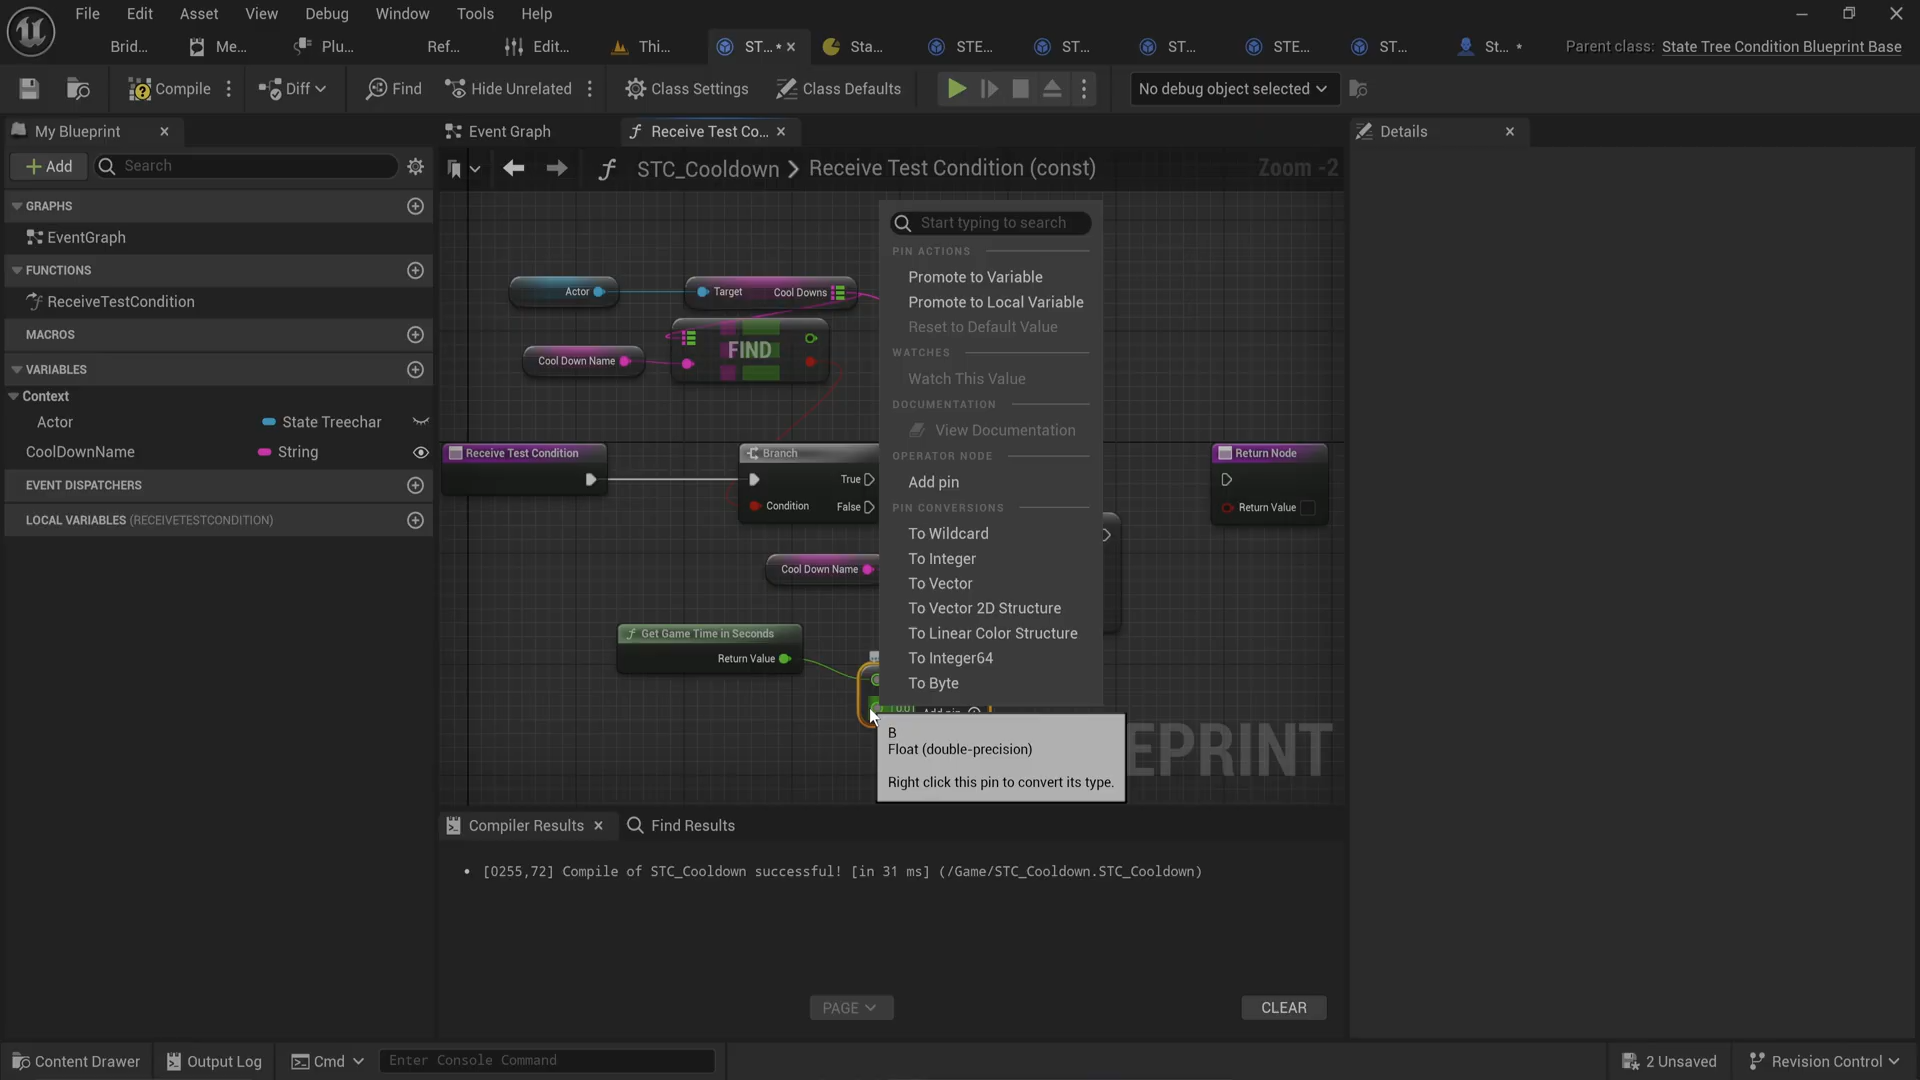 File Edit Asset View Debug Window Tools Help
Brid... Me... Plu... Ref... Edit... Thi... ST... • Sta... STE... ST... ST... STE... ST... St... •
Parent class: State Tree Condition Blueprint Base
Compile Diff Find Hide Unrelated Class Settings Class Defaults No debug object selected
My Blueprint
Event Graph
Receive Test Co...
Details
Add
Search
STC_Cooldown Receive Test Condition (const)
Zoom -2
GRAPHS
EventGraph
FUNCTIONS
ReceiveTestCondition
MACROS
VARIABLES
Context
Actor State Treechar
CoolDownName String
EVENT DISPATCHERS
LOCAL VARIABLES (RECEIVETESTCONDITION)
Actor
Target Cool Downs
Cool Down Name
FIND
Receive Test Condition
Branch
True
Condition False
Cool Down Name
Get Game Time in Seconds
Return Value
Return Node
Return Value
Start typing to search
PIN ACTIONS
Promote to Variable
Promote to Local Variable
Reset to Default Value
WATCHES
Watch This Value
DOCUMENTATION
View Documentation
OPERATOR NODE
Add pin
PIN CONVERSIONS
To Wildcard
To Integer
To Vector
To Vector 2D Structure
To Linear Color Structure
To Integer64
To Byte
0.0 Add pin
B
Float (double-precision)
Right click this pin to convert its type.
EPRINT
Compiler Results
Find Results
• [0255,72] Compile of STC_Cooldown successful! [in 31 ms] (/Game/STC_Cooldown.STC_Cooldown)
PAGE
CLEAR
Content Drawer Output Log Cmd Enter Console Command 2 Unsaved Revision Control